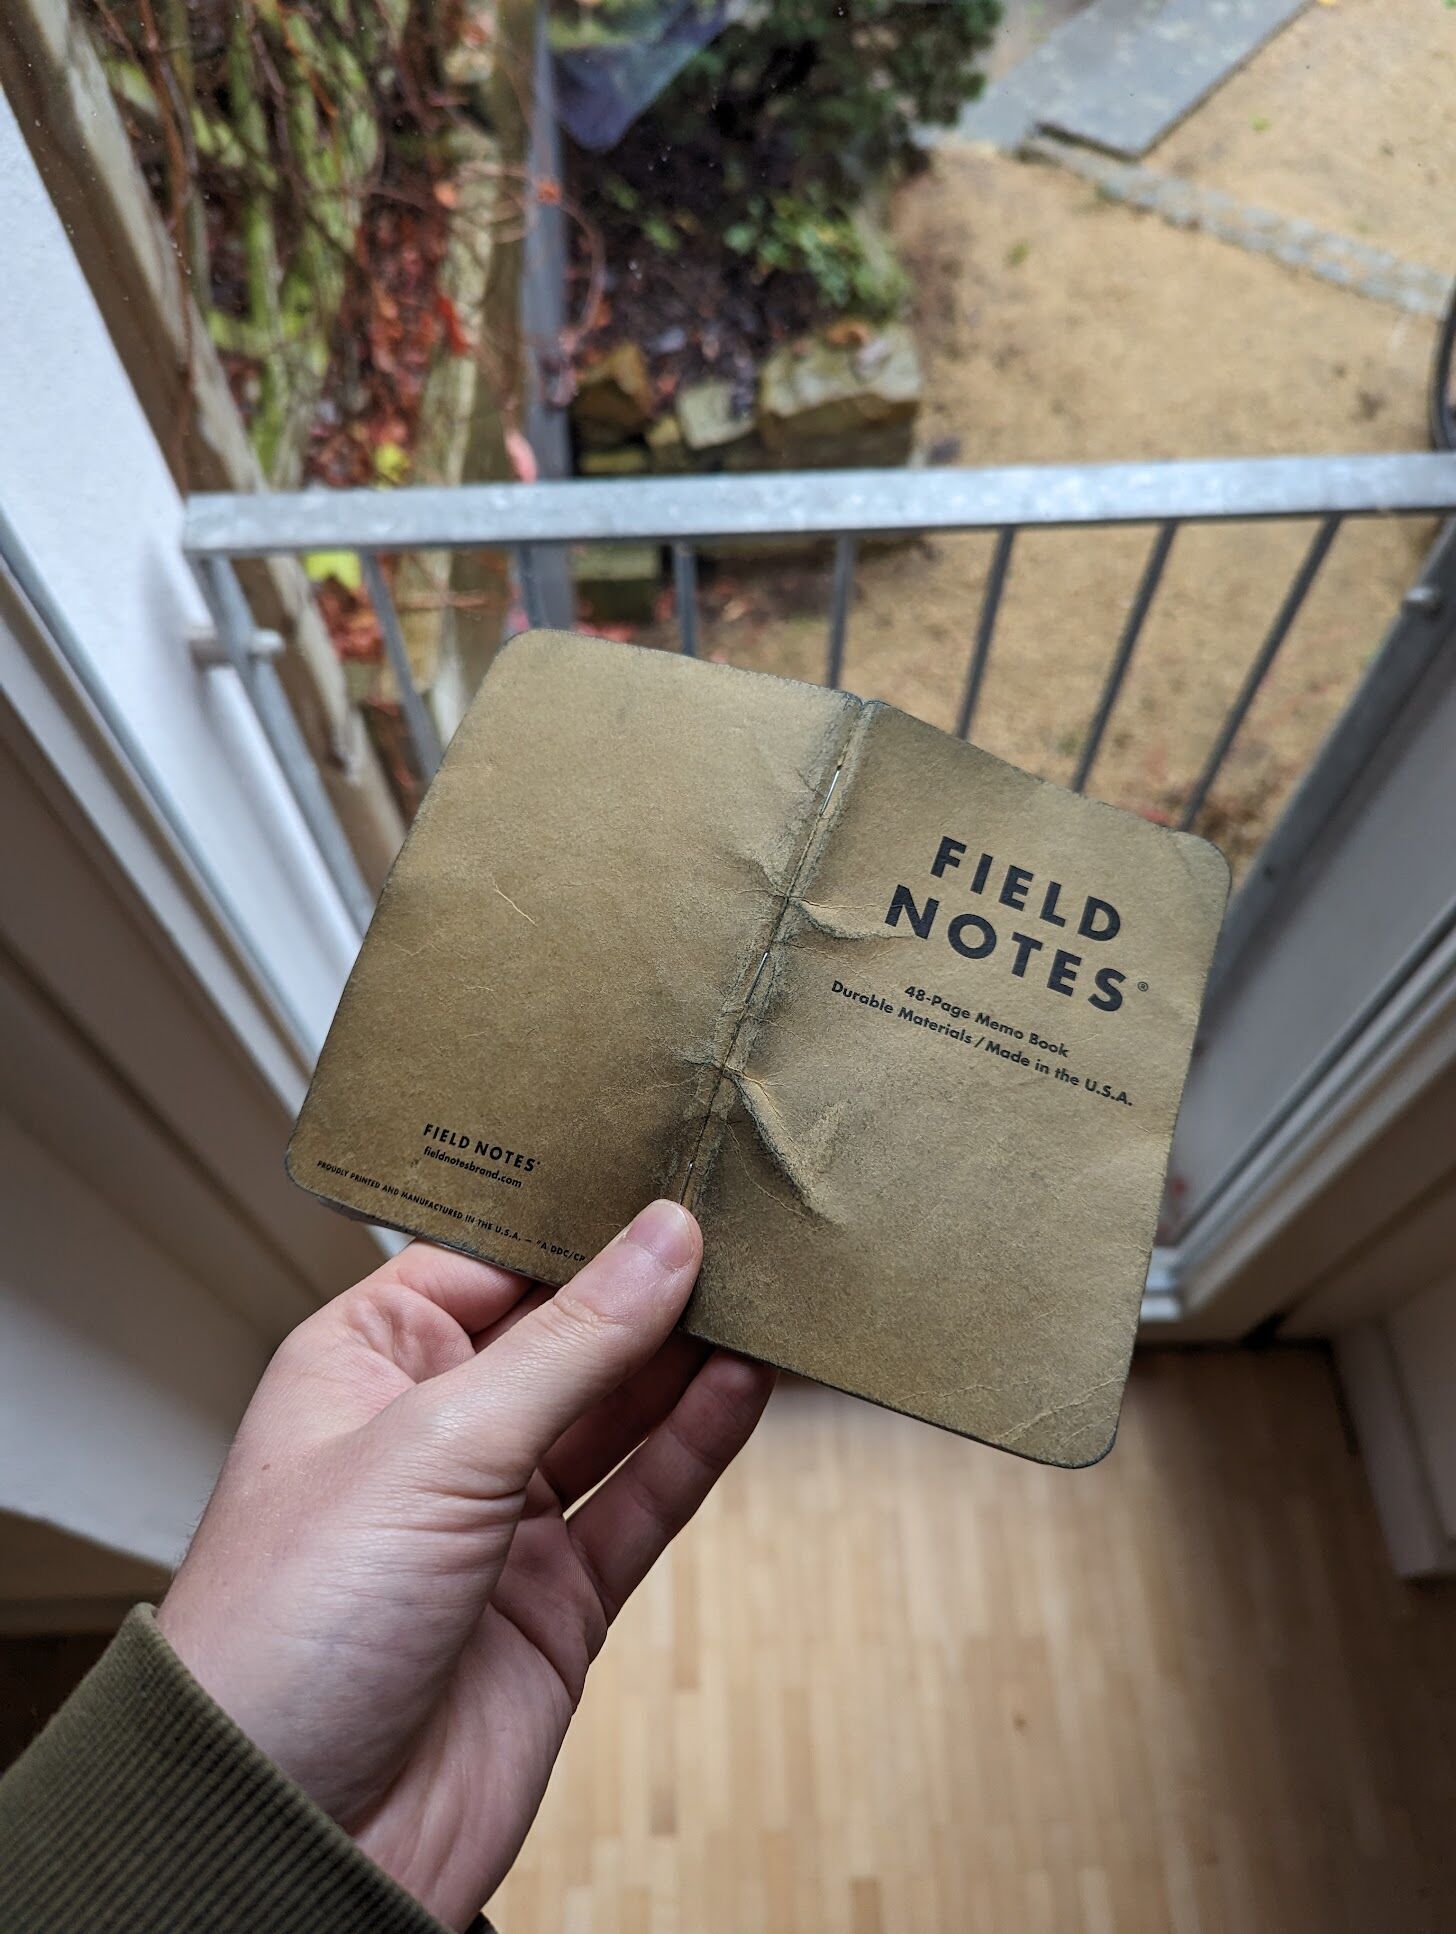 FIELD
NOTES®
48-Page Memo Book
Durable Materials / Made in the U.S.A.
FIELD NOTES®
fieldnotesbrand.com
PROUDLY PRINTED AND MANUFACTURED IN THE U.S.A. — "A DDC/